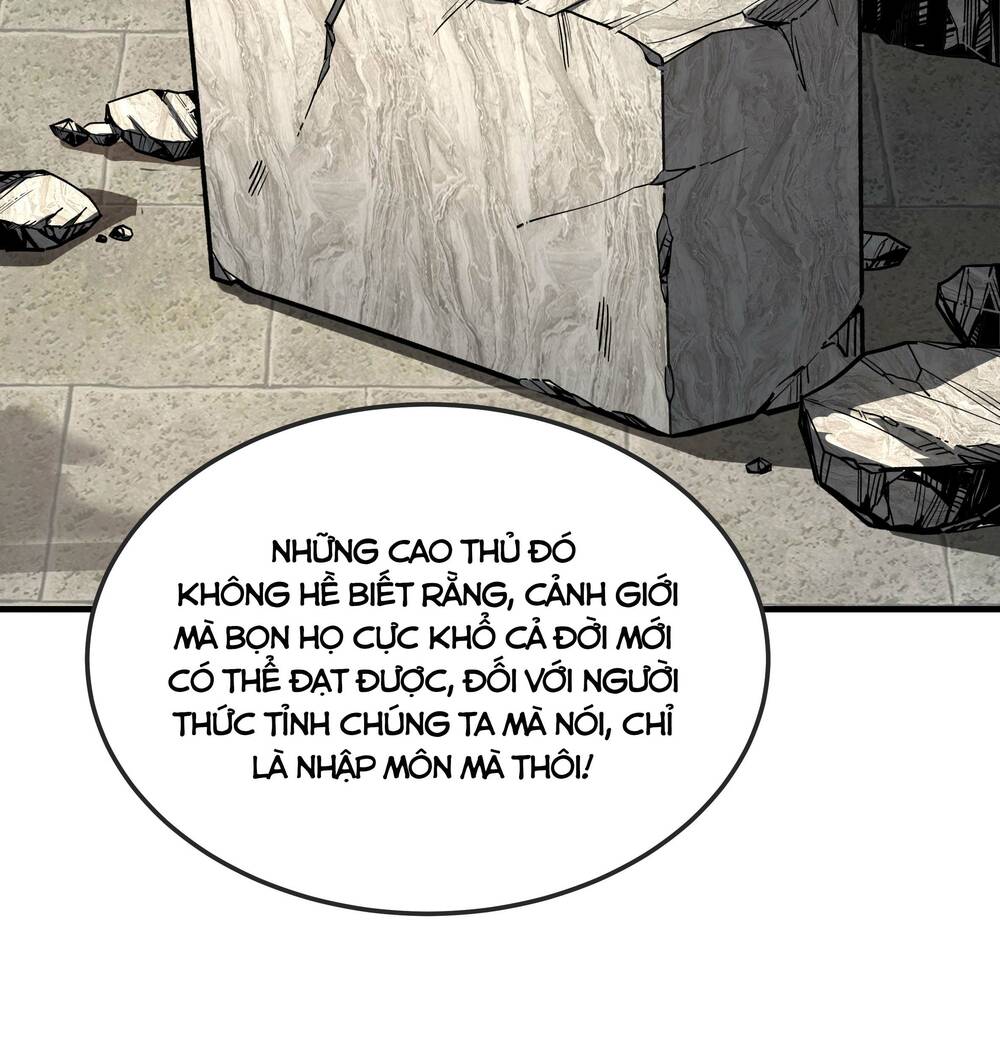 NHỮNG CAO THỦ ĐÓ
KHÔNG HỀ BIẾT RẰNG, CẢNH GIỚI
MÀ BỌN HỌ CỰC KHỔ CẢ ĐỜI MỚI
CÓ THỂ ĐẠT ĐƯỢC, ĐỐI VỚI NGƯỜI
THỨC TỈNH CHÚNG TA MÀ NÓI, CHỈ
LÀ NHẬP MÔN MÀ THÔI!